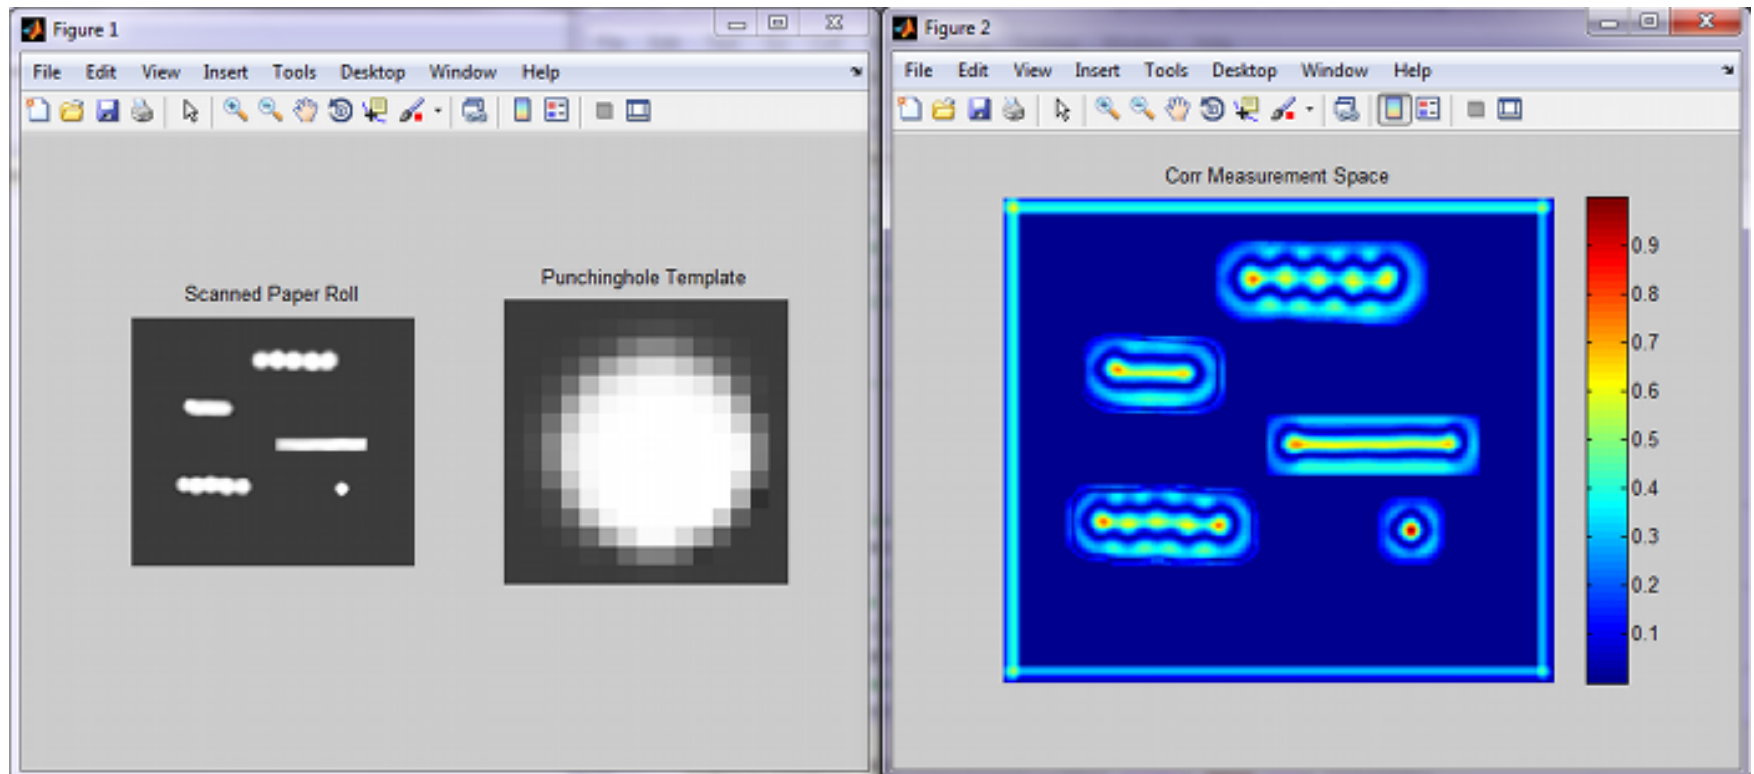 Figure 1
File Edit View Insert Tools Desktop Window Help
Scanned Paper Roll
Punchinghole Template
Figure 2
File Edit View Insert Tools Desktop Window Help
Corr Measurement Space
0.9
0.8
0.7
0.6
0.5
0.4
0.3
0.2
0.1